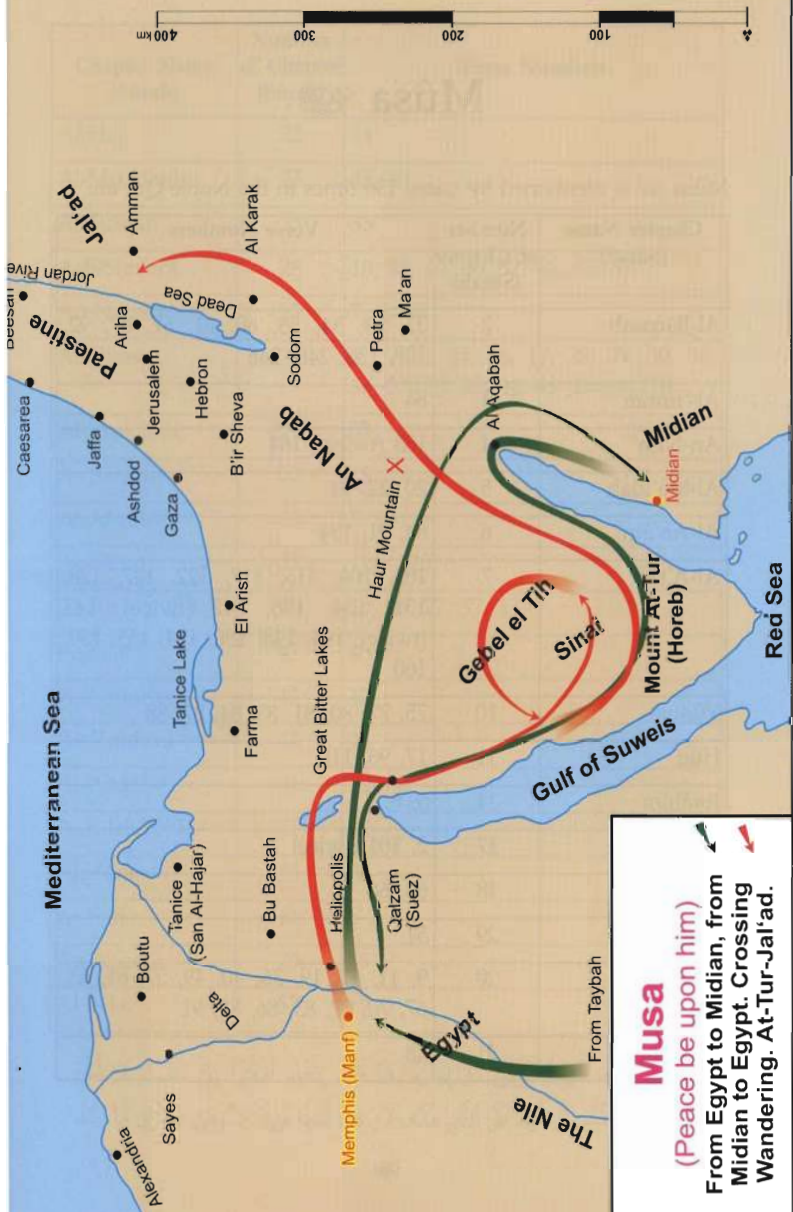 400 km
300
200
100
Mediterranean Sea
Caesarea
Beesan
Jordan Rive
Jal'ad
Amman
Palestine
Ariha
Dead Sea
Al Karak
Jaffa
Jerusalem
Ashdod
Hebron
Sodom
Gaza
B'ir Sheva
An Naqab
Petra
Ma'an
Haur Mountain
X
Al Aqabah
Midian
Midian
El Arish
Tanice Lake
Farma
Great Bitter Lakes
Gebel el Tih
Sinai
Mount At-Tur
(Horeb)
Red Sea
Gulf of Suweis
Tanice
(San Al-Hajar)
Bu Bastah
Heliopolis
Qalzam
(Suez)
Boutu
Delta
Sayes
Alexandria
Memphis (Manf)
Egypt
From Taybah
The Nile
Musa
(Peace be upon him)
From Egypt to Midian, from
Midian to Egypt. Crossing
Wandering. At-Tur-Jal'ad.